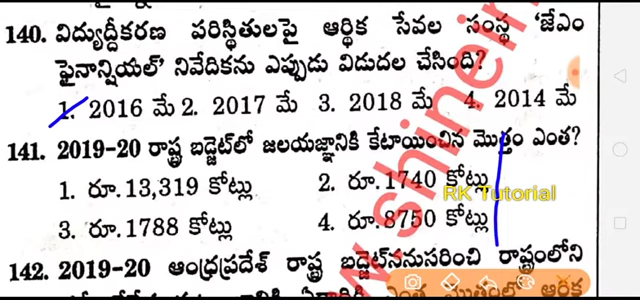 140. విద్యుద్దీకరణ పరిస్థితులపై ఆర్థిక సేవల సంస్థ 'జేఎం
ఫైనాన్షియల్' నివేదికను ఎప్పుడు విడుదల చేసింది?
1. 2016 మే 2. 2017 మే 3. 2018 మే 4. 2014 మే
141. 2019-20 రాష్ట్ర బడ్జెట్‌లో జలయజ్ఞానికి కేటాయించిన మొత్తం ఎంత?
1. రూ.13,319 కోట్లు 2. రూ.1740 కోట్లు
RK Tutorial
3. రూ.1788 కోట్లు 4. రూ.8750 కోట్లు
142. 2019-20 ఆంధ్రప్రదేశ్ రాష్ట్ర బడ్జెట్‌ననుసరించి రాష్ట్రంలోని
www.shine